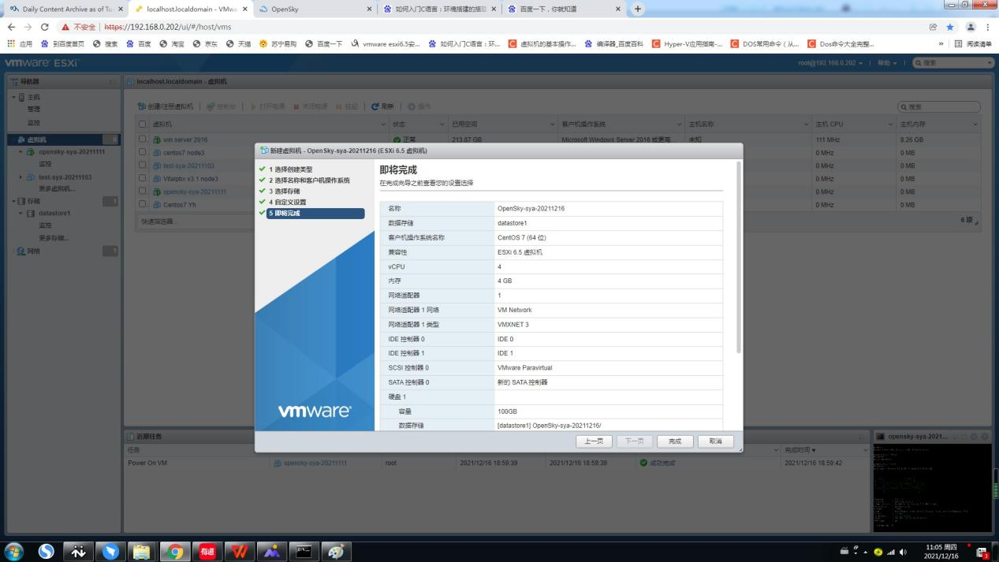 Daily Content Archive as of Tu
localhost.localdomain - VMw
OpenSky
如何入门C语言：环境搭建的搭
百度一下，你就知道
不安全 https://192.168.0.202/ui/#/host/vms
应用 到百度首页 搜索 百度 淘宝 京东 天猫 苏宁易购 百度一下 vmware esxi6.5安... 如何入门C语言：环... 虚拟机的基本操作... 编译器_百度百科 Hyper-V应用指南-... DOS常用命令（从... Dos命令大全完整... » 阅读清单
vmware ESXi
root@192.168.0.202 帮助 搜索
导航器
主机
管理
监控
虚拟机 6
opensky-sya-20211111
监控
test-sya-20211103
更多虚拟机...
存储 1
datastore1
监控
更多存储...
网络 1
localhost.localdomain - 虚拟机
创建/注册虚拟机 控制台 打开电源 关闭电源 挂起 刷新 操作 搜索
虚拟机 状态 已用空间 客户机操作系统 主机名称 主机 CPU 主机内存
win server 2016 正常 213.87 GB Microsoft Windows Server 2016 或更高... 未知 111 MHz 8.26 GB
centos7 node3 0 MHz 0 MB
test-sya-20211103 0 MHz 0 MB
Vitalpbx v3.1 node3 0 MHz 0 MB
opensky-sya-20211111 0 MHz 0 MB
Centos7 Yh 0 MHz 0 MB
快速筛选器... 6 项
新建虚拟机 - OpenSky-sya-20211216 (ESXi 6.5 虚拟机)
1 选择创建类型
2 选择名称和客户机操作系统
3 选择存储
4 自定义设置
5 即将完成
vmware
即将完成
在完成向导之前查看您的设置选择
名称 OpenSky-sya-20211216
数据存储 datastore1
客户机操作系统名称 CentOS 7 (64 位)
兼容性 ESXi 6.5 虚拟机
vCPU 4
内存 4 GB
网络适配器 1
网络适配器 1 网络 VM Network
网络适配器 1 类型 VMXNET 3
IDE 控制器 0 IDE 0
IDE 控制器 1 IDE 1
SCSI 控制器 0 VMware Paravirtual
SATA 控制器 0 新的 SATA 控制器
硬盘 1
容量 100GB
数据存储 [datastore1] OpenSky-sya-20211216/
上一页 下一页 完成 取消
近期任务
任务 完成时间
Power On VM opensky-sya-20211111 root 2021/12/16 18:59:39 2021/12/16 18:59:39 成功完成 2021/12/16 18:59:42
opensky-sya-2021...
有道
11:05 周四
2021/12/16
3